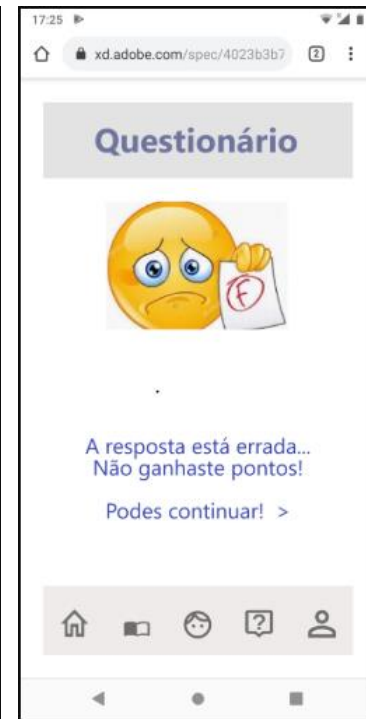 17:25
xd.adobe.com/spec/4023b3b7
2
Questionário
F
A resposta está errada...
Não ganhaste pontos!
Podes continuar! >
?